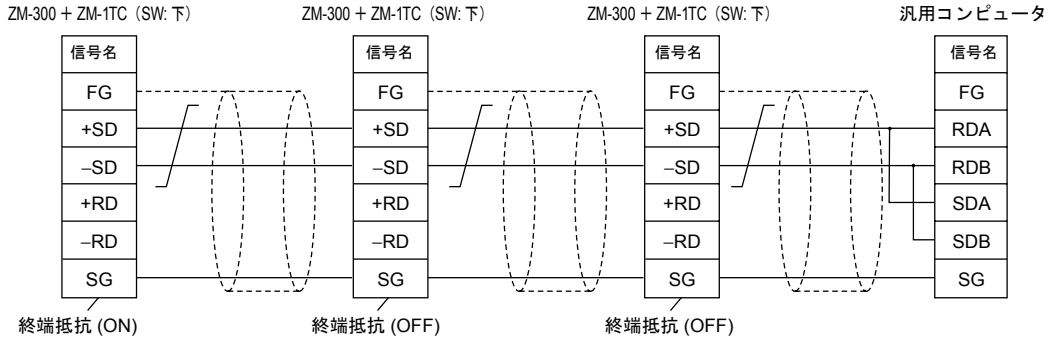 ZM-300 + ZM-1TC (SW: 下)
ZM-300 + ZM-1TC (SW: 下)
ZM-300 + ZM-1TC (SW: 下)
汎用コンピュータ
信号名
FG
+SD
–SD
+RD
–RD
SG
終端抵抗 (ON)
信号名
FG
+SD
–SD
+RD
–RD
SG
終端抵抗 (OFF)
信号名
FG
+SD
–SD
+RD
–RD
SG
終端抵抗 (OFF)
信号名
FG
RDA
RDB
SDA
SDB
SG